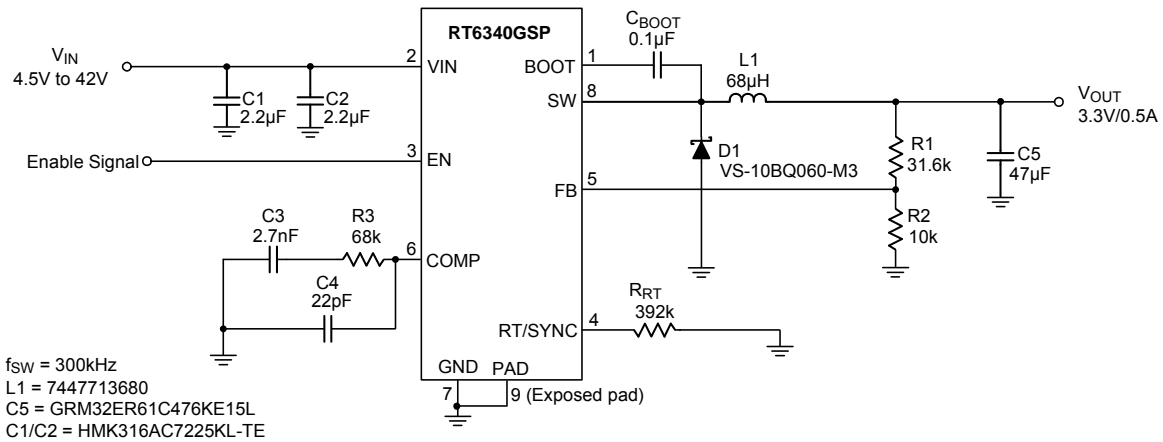 RT6340GSP
V_IN
4.5V to 42V
2
VIN
C1
2.2µF
C2
2.2µF
Enable Signal
3
EN
C3
2.7nF
R3
68k
6
COMP
C4
22pF
BOOT
1
C_BOOT
0.1µF
SW
8
L1
68µH
V_OUT
3.3V/0.5A
D1
VS-10BQ060-M3
R1
31.6k
C5
47µF
FB
5
R2
10k
RT/SYNC
4
R_RT
392k
GND
PAD
7
9 (Exposed pad)
f_SW = 300kHz
L1 = 7447713680
C5 = GRM32ER61C476KE15L
C1/C2 = HMK316AC7225KL-TE